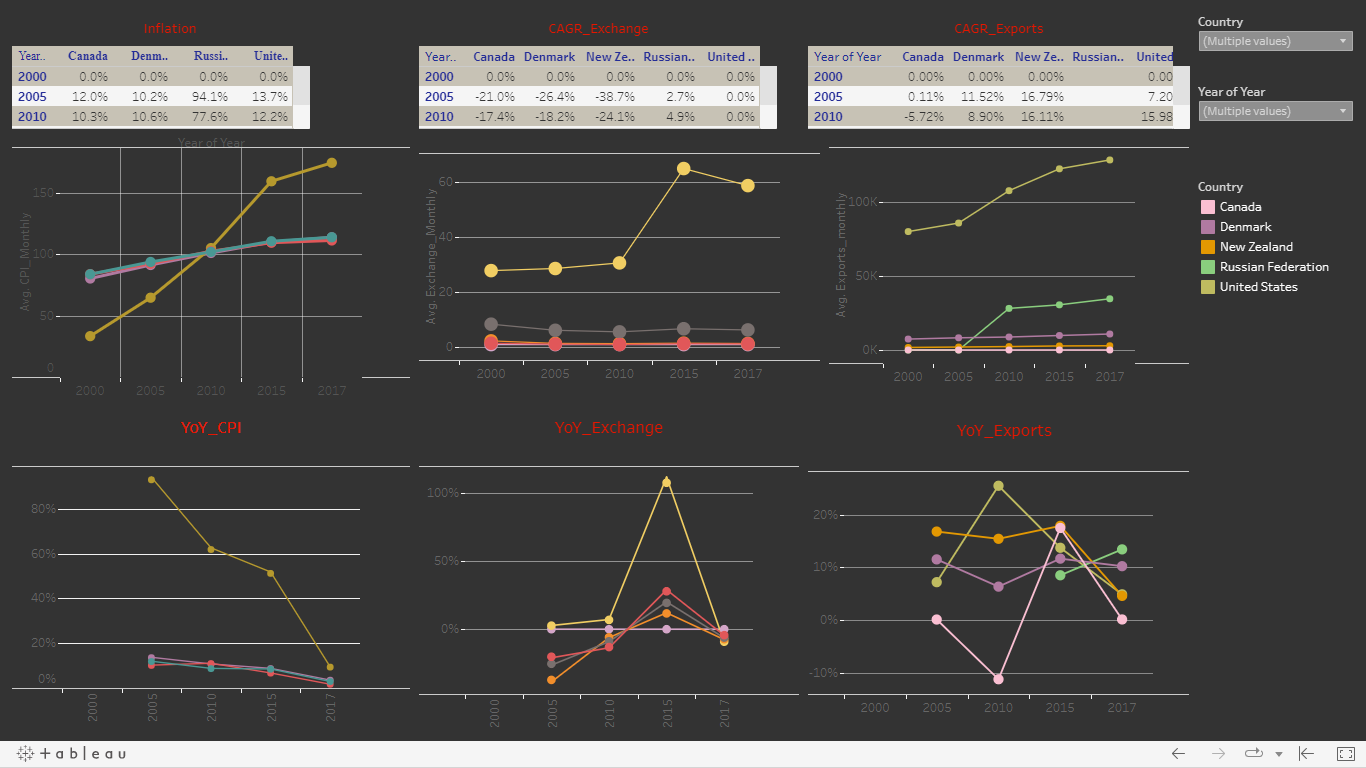 Inflation
Year.. Canada Denm.. Russi.. Unite..
2000 0.0% 0.0% 0.0% 0.0%
2005 12.0% 10.2% 94.1% 13.7%
2010 10.3% 10.6% 77.6% 12.2%
CAGR_Exchange
Year.. Canada Denmark New Ze.. Russian.. United ..
2000 0.0% 0.0% 0.0% 0.0% 0.0%
2005 -21.0% -26.4% -38.7% 2.7% 0.0%
2010 -17.4% -18.2% -24.1% 4.9% 0.0%
CAGR_Exports
Year of Year Canada Denmark New Ze.. Russian.. United
2000 0.00% 0.00% 0.00% 0.00
2005 0.11% 11.52% 16.79% 7.20
2010 -5.72% 8.90% 16.11% 15.98
Country
(Multiple values)
Year of Year
(Multiple values)
Country
Canada
Denmark
New Zealand
Russian Federation
United States
Year of Year
Avg. CPI_Monthly
150
100
50
0
2000 2005 2010 2015 2017
Avg. Exchange_Monthly
60
40
20
0
2000 2005 2010 2015 2017
Avg. Exports_monthly
100K
50K
0K
2000 2005 2010 2015 2017
YoY_CPI
80%
60%
40%
20%
0%
2000 2005 2010 2015 2017
YoY_Exchange
100%
50%
0%
2000 2005 2010 2015 2017
YoY_Exports
20%
10%
0%
-10%
2000 2005 2010 2015 2017
+ableau